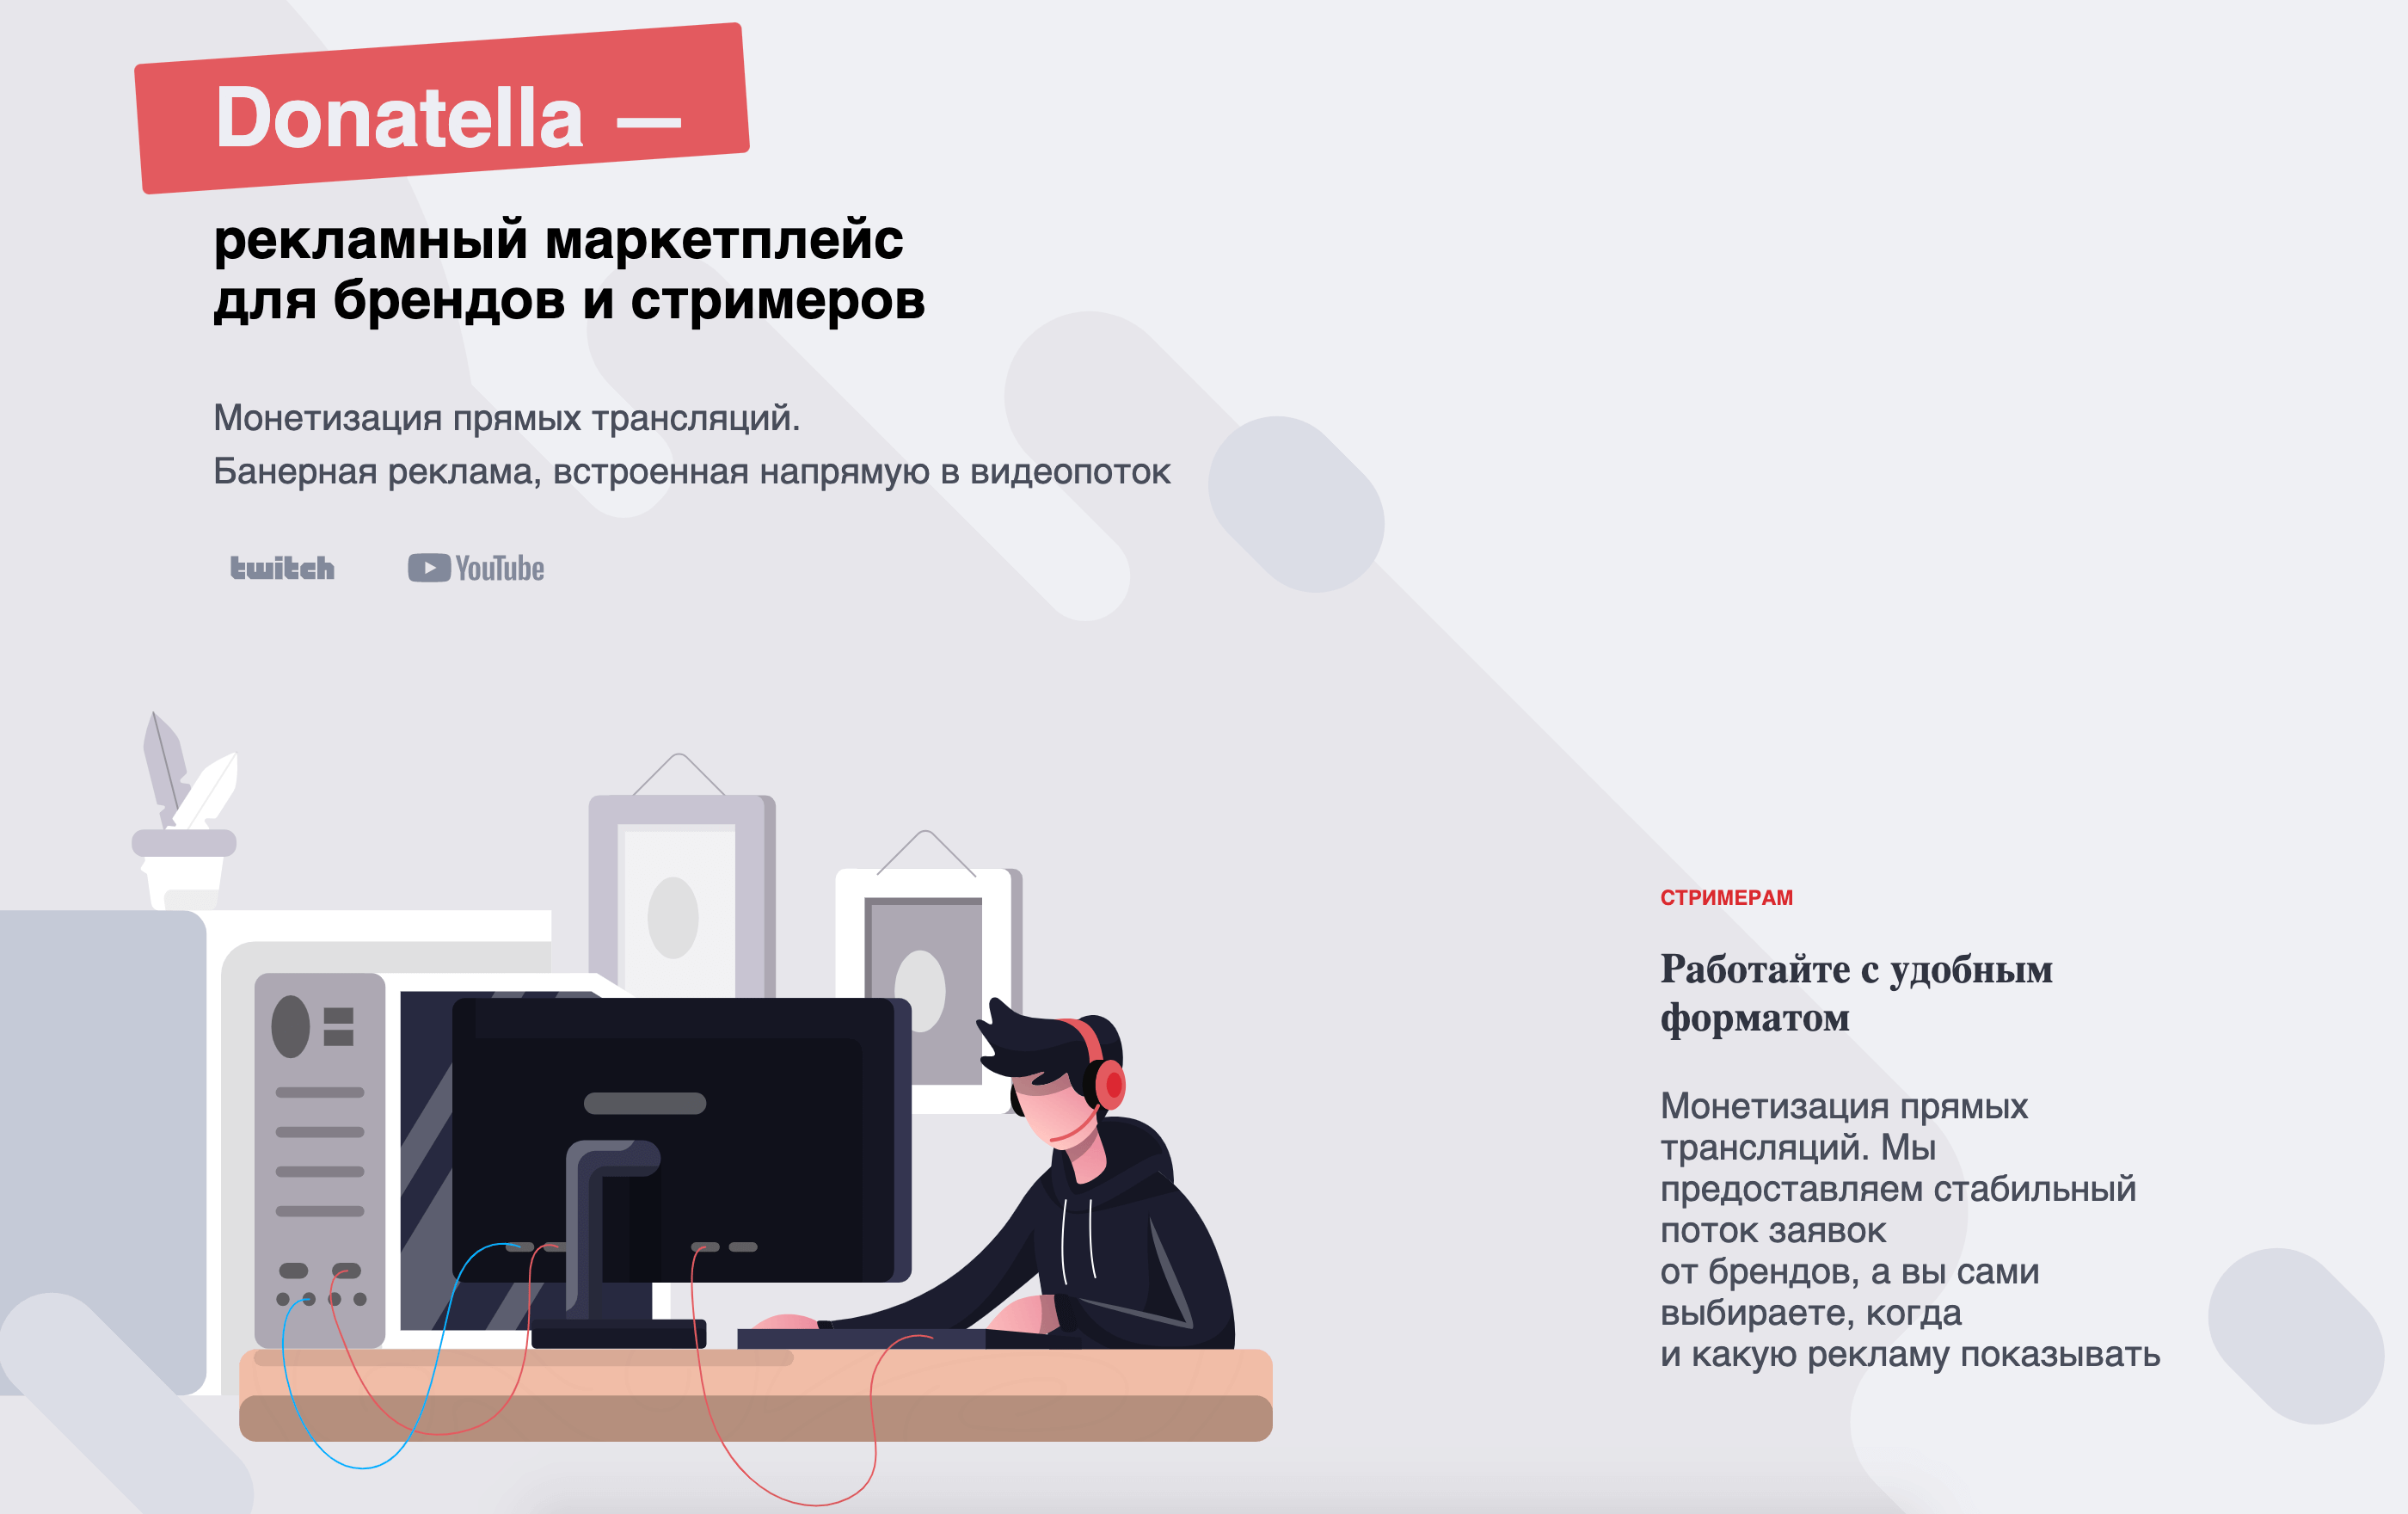 Donatella —
рекламный маркетплейс
для брендов и стримеров
Монетизация прямых трансляций.
Банерная реклама, встроенная напрямую в видеопоток
twitch
YouTube
СТРИМЕРАМ
Работайте с удобным
форматом
Монетизация прямых
трансляций. Мы
предоставляем стабильный
поток заявок
от брендов, а вы сами
выбираете, когда
и какую рекламу показывать